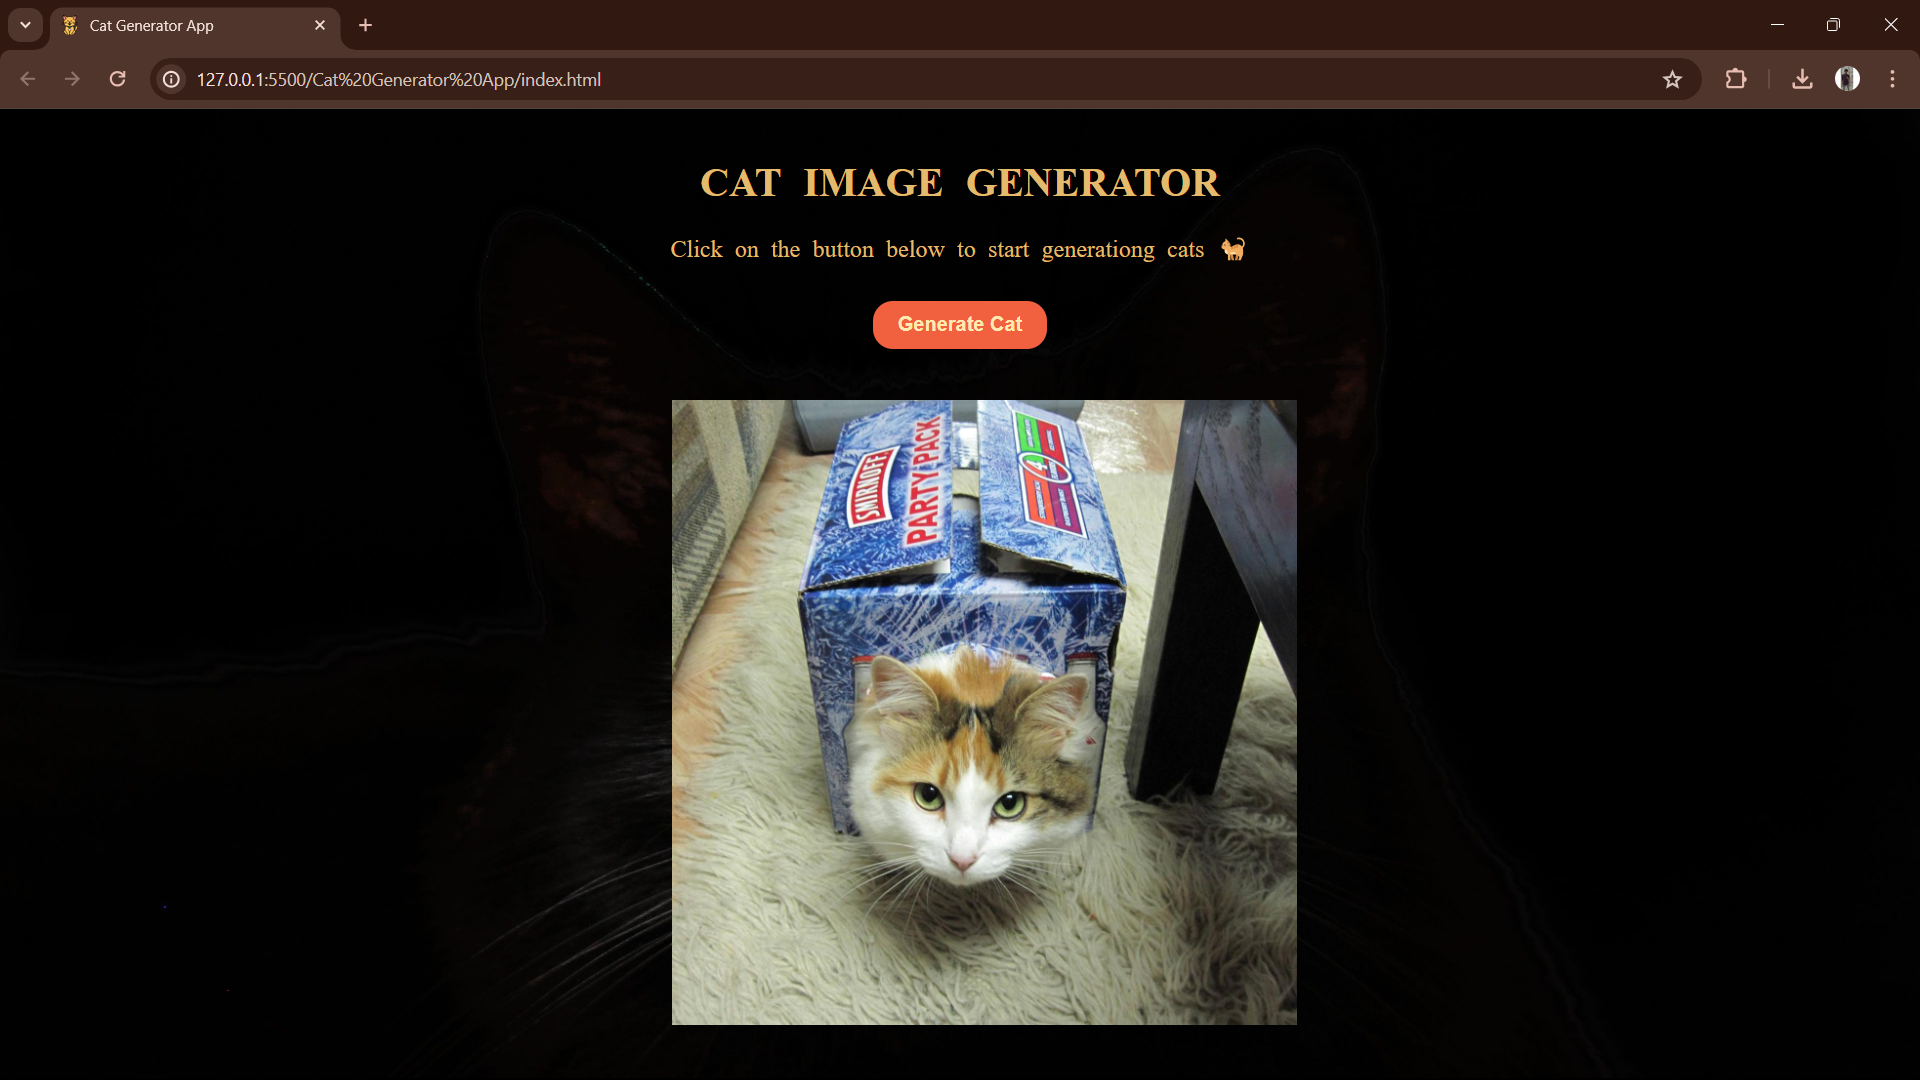 Cat Generator App
127.0.0.1:5500/Cat%20Generator%20App/index.html
CAT IMAGE GENERATOR
Click on the button below to start generationg cats 🐈
Generate Cat
SMIRNOFF
PARTY PACK
4